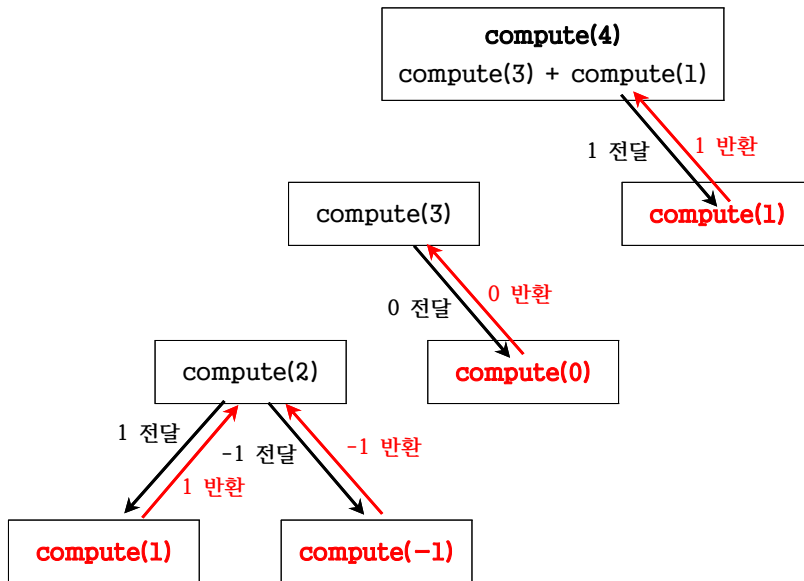 compute(4)
compute(3) + compute(1)
1 전달
1 반환
compute(3)
compute(1)
0 전달
0 반환
compute(2)
compute(0)
1 전달
1 반환
-1 전달
-1 반환
compute(1)
compute(-1)